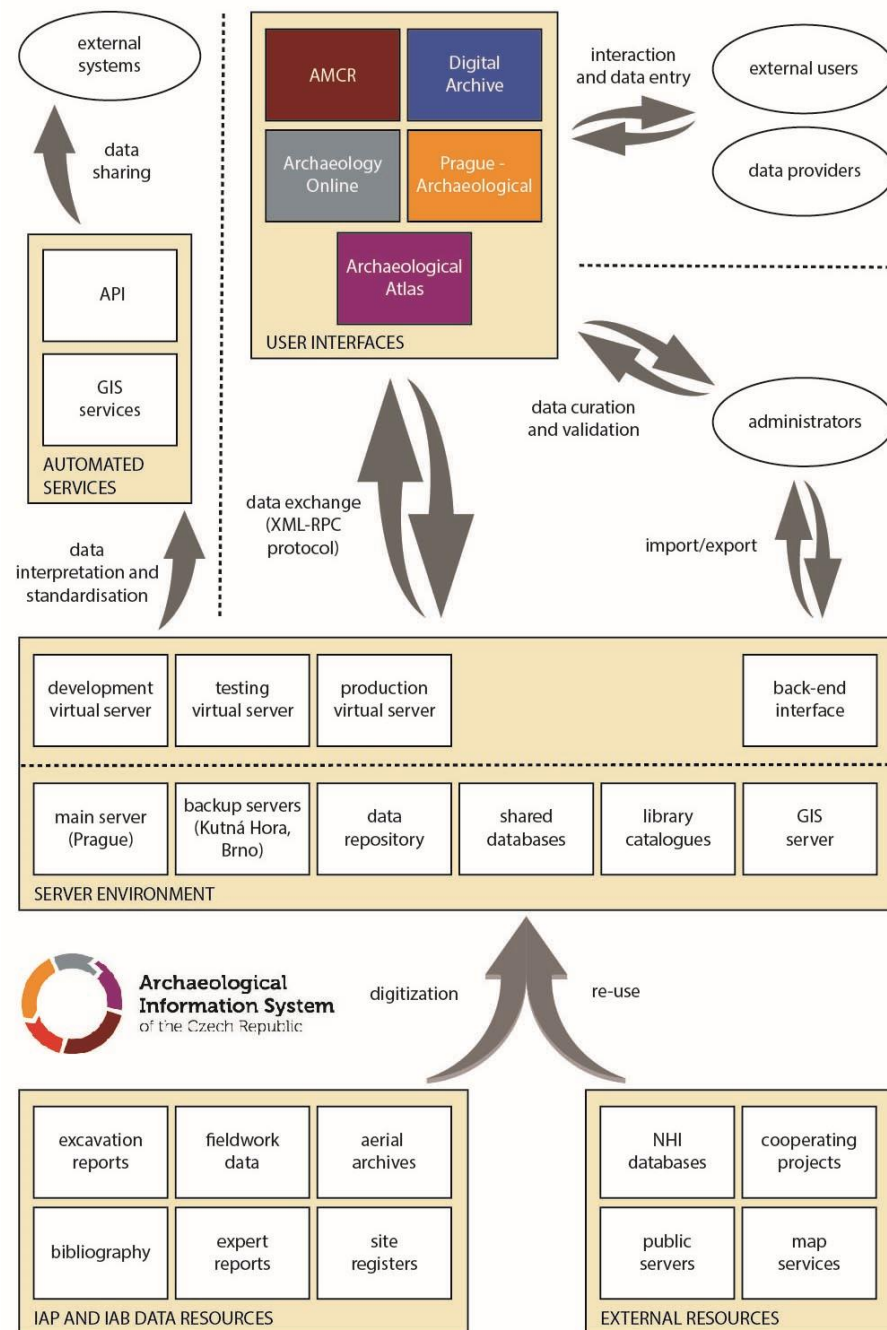 external
systems
data
sharing
API
GIS
services
AUTOMATED
SERVICES
data
interpretation and
standardisation
AMCR
Digital
Archive
Archaeology
Online
Prague -
Archaeological
Archaeological
Atlas
USER INTERFACES
interaction
and data entry
external users
data providers
data curation
and validation
administrators
data exchange
(XML-RPC
protocol)
import/export
development
virtual server
testing
virtual server
production
virtual server
back-end
interface
main server
(Prague)
backup servers
(Kutná Hora,
Brno)
data
repository
shared
databases
library
catalogues
GIS
server
SERVER ENVIRONMENT
Archaeological
Information System
of the Czech Republic
digitization
re-use
excavation
reports
fieldwork
data
aerial
archives
bibliography
expert
reports
site
registers
IAP AND IAB DATA RESOURCES
NHI
databases
cooperating
projects
public
servers
map
services
EXTERNAL RESOURCES